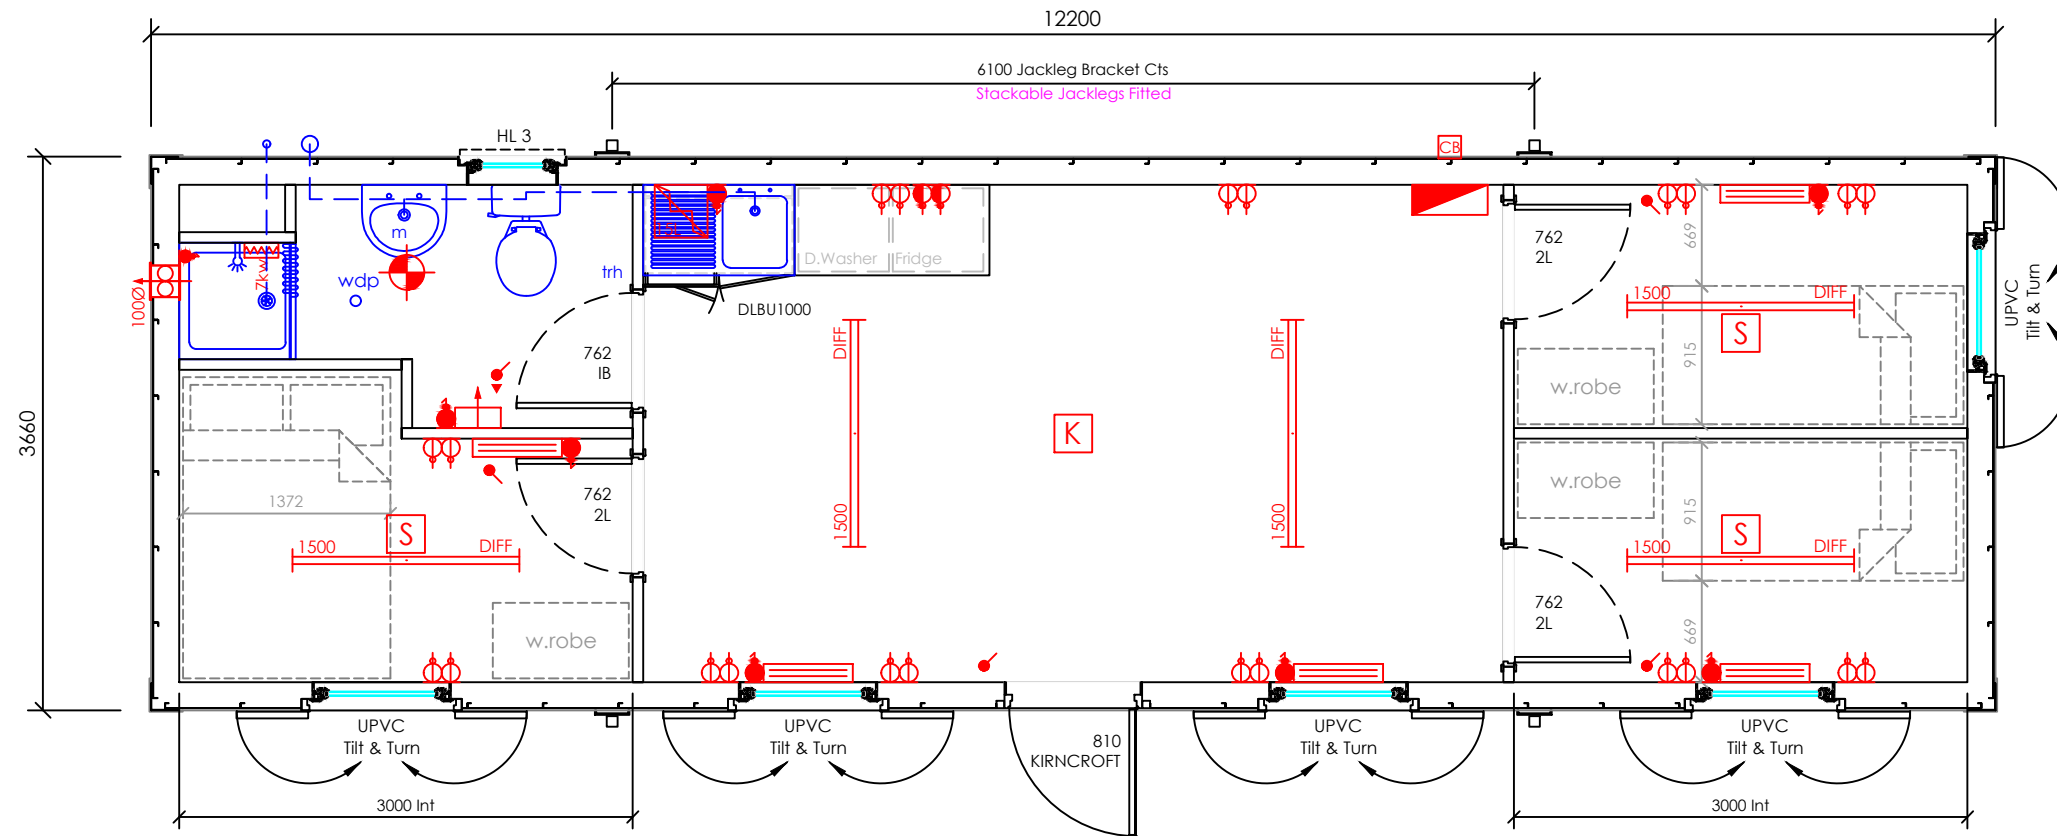 12200
6100 Jackleg Bracket Cts
Stackable Jacklegs Fitted
HL 3
CB
3660
m
wdp
trh
2kw
100Ø
D.Washer
Fridge
DLBU1000
762
IB
762
2L
762
2L
762
2L
DIFF
1500
DIFF
1500
K
1372
S
1500
DIFF
w.robe
669
915
1500
DIFF
S
w.robe
w.robe
915
S
1500
DIFF
669
UPVC
Tilt & Turn
UPVC
Tilt & Turn
UPVC
Tilt & Turn
810
KIRNCROFT
UPVC
Tilt & Turn
UPVC
Tilt & Turn
3000 Int
3000 Int